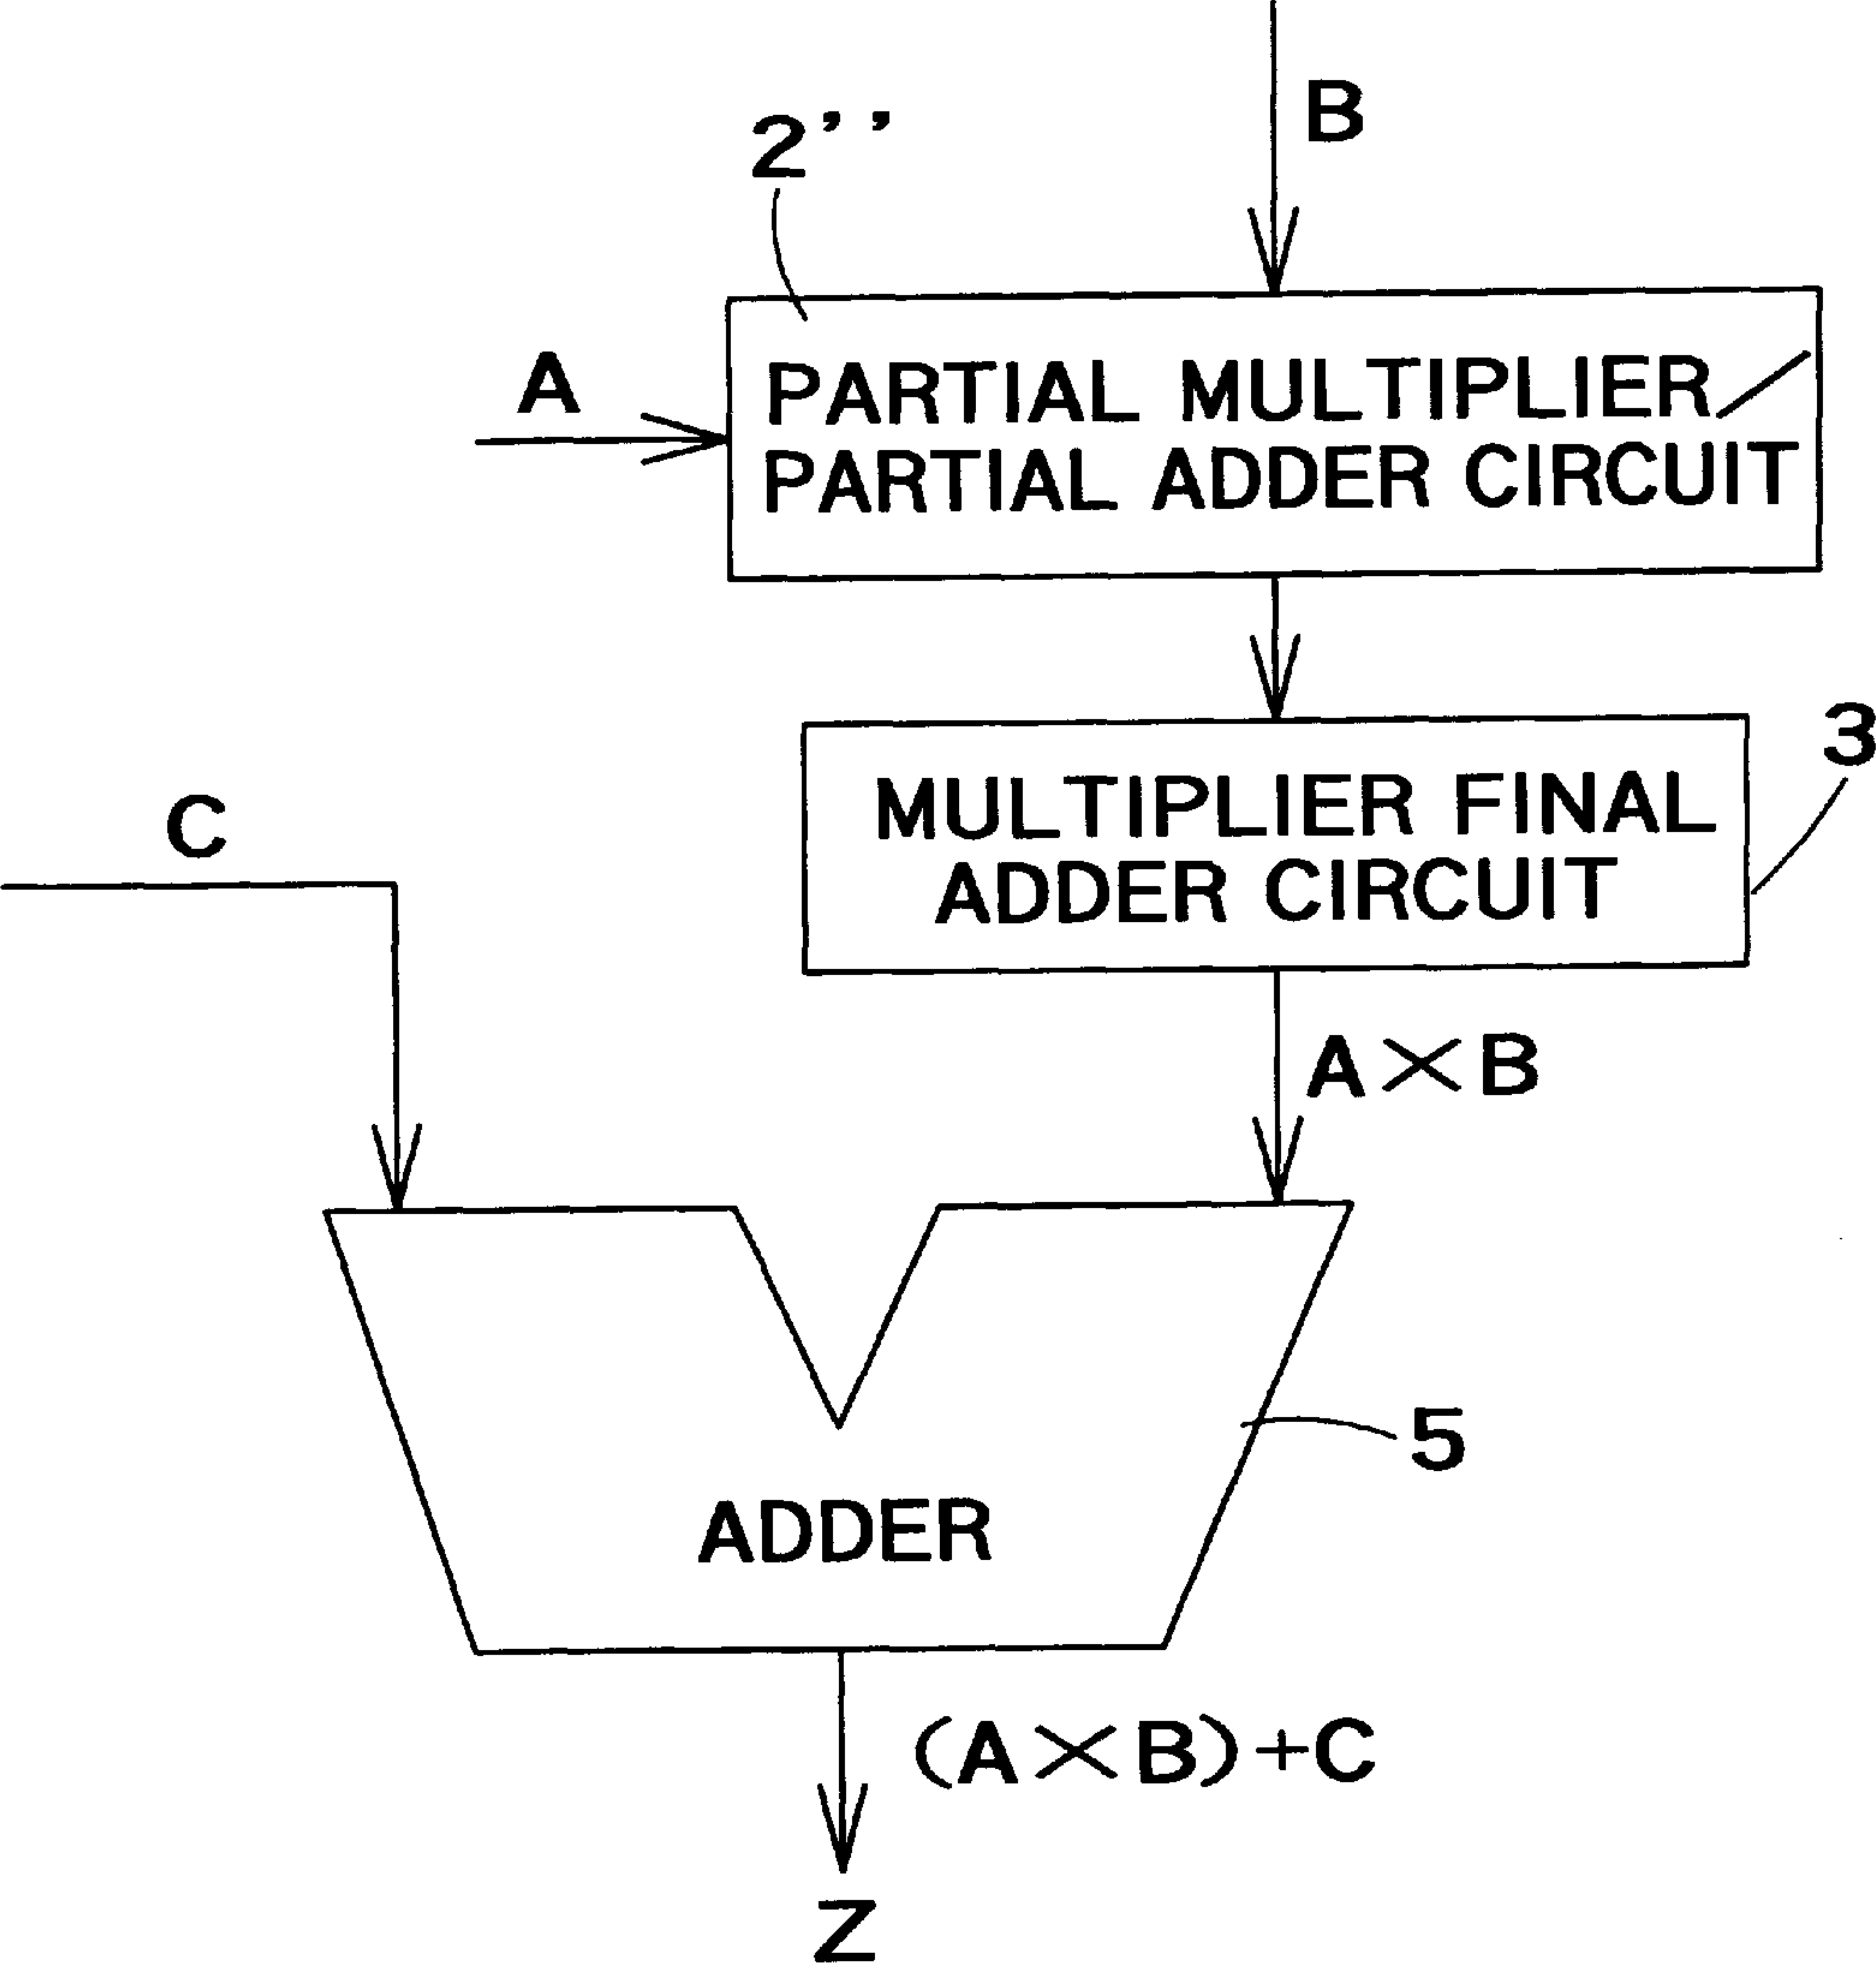 B
2’’
A
PARTIAL MULTIPLIER/
PARTIAL ADDER CIRCUIT
3
C
MULTIPLIER FINAL
ADDER CIRCUIT
A×B
5
ADDER
(A×B)+C
Z